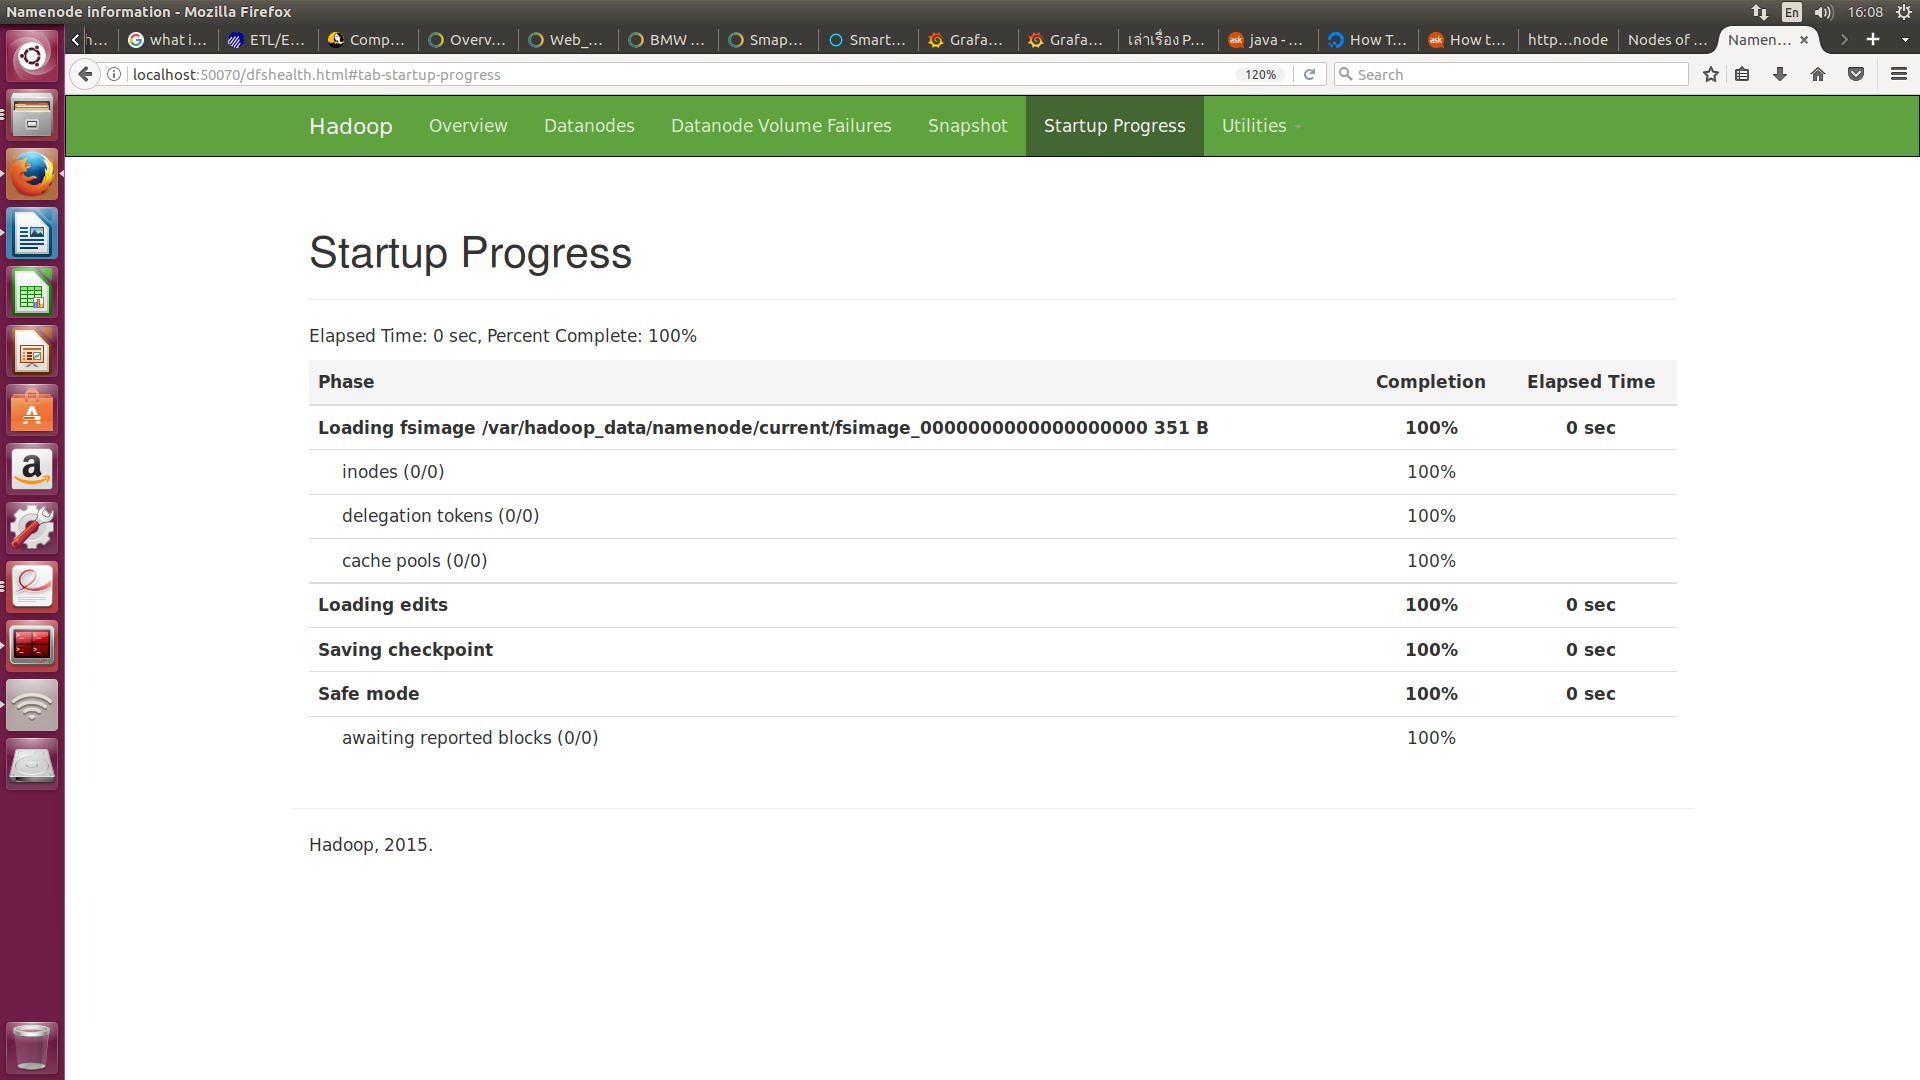 Namenode information - Mozilla Firefox
En
16:08
h...
what i...
ETL/E...
Comp...
Overv...
Web_...
BMW ...
Smap...
Smart...
Grafa...
Grafa...
เล่าเรื่อง P...
java - ...
How T...
How t...
http...node
Nodes of ...
Namen...
localhost:50070/dfshealth.html#tab-startup-progress
120%
Search
Hadoop
Overview
Datanodes
Datanode Volume Failures
Snapshot
Startup Progress
Utilities
Startup Progress
Elapsed Time: 0 sec, Percent Complete: 100%
Phase Completion Elapsed Time
Loading fsimage /var/hadoop_data/namenode/current/fsimage_0000000000000000000 351 B 100% 0 sec
inodes (0/0) 100%
delegation tokens (0/0) 100%
cache pools (0/0) 100%
Loading edits 100% 0 sec
Saving checkpoint 100% 0 sec
Safe mode 100% 0 sec
awaiting reported blocks (0/0) 100%
Hadoop, 2015.